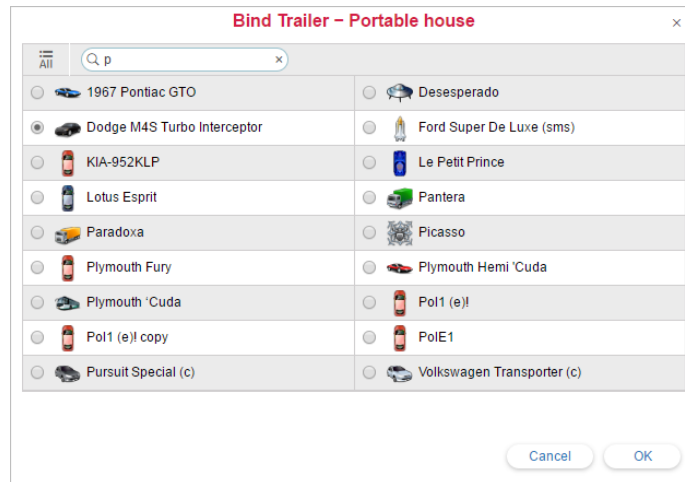 Bind Trailer – Portable house
×
All
p ×
1967 Pontiac GTO
Desesperado
Dodge M4S Turbo Interceptor
Ford Super De Luxe (sms)
KIA-952KLP
Le Petit Prince
Lotus Esprit
Pantera
Paradoxa
Picasso
Plymouth Fury
Plymouth Hemi 'Cuda
Plymouth ‘Cuda
Pol1 (e)!
Pol1 (e)! copy
PolE1
Pursuit Special (c)
Volkswagen Transporter (c)
Cancel
OK